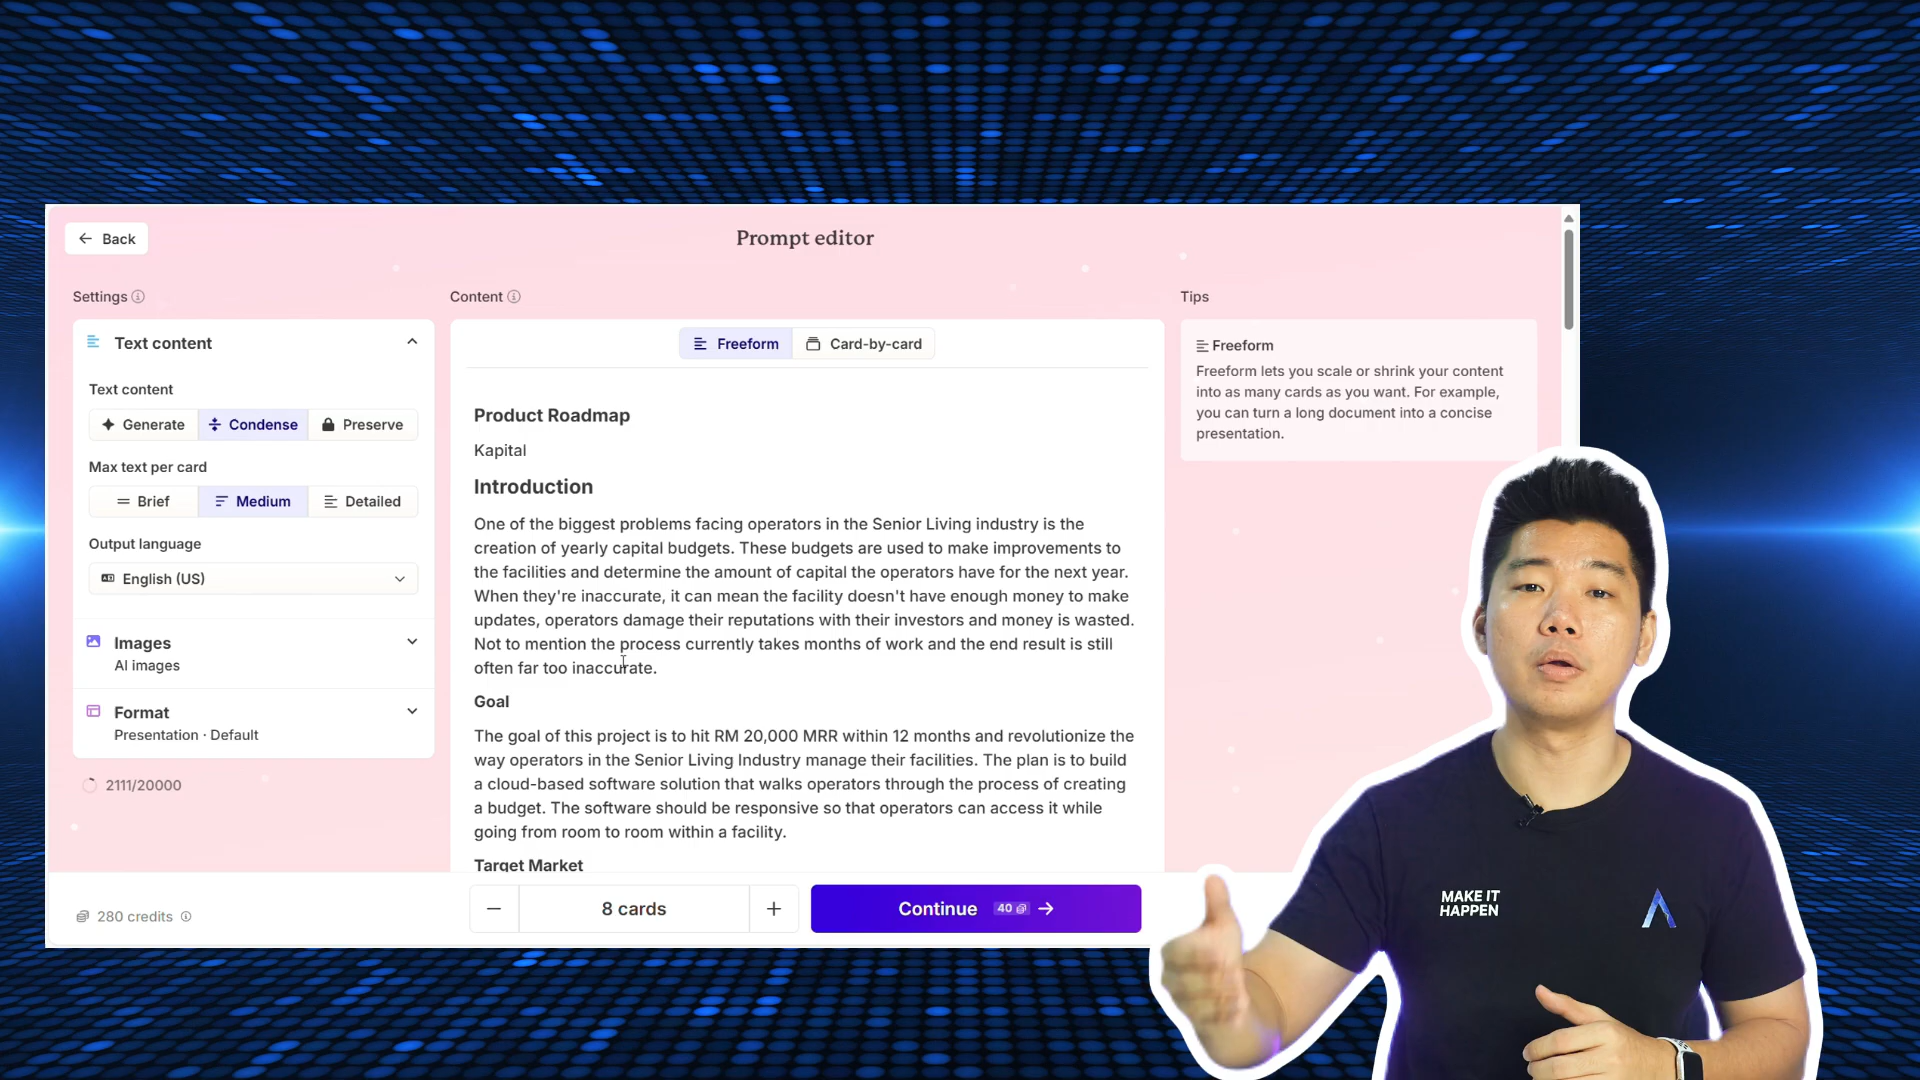 Back
Prompt editor
Settings
Text content
Text content
Generate
Condense
Preserve
Max text per card
Brief
Medium
Detailed
Output language
English (US)
Images
AI images
Format
Presentation · Default
2111/20000
Content
Freeform
Card-by-card
Product Roadmap
Kapital
Introduction
One of the biggest problems facing operators in the Senior Living industry is the
creation of yearly capital budgets. These budgets are used to make improvements to
the facilities and determine the amount of capital the operators have for the next year.
When they're inaccurate, it can mean the facility doesn't have enough money to make
updates, operators damage their reputations with their investors and money is wasted.
Not to mention the process currently takes months of work and the end result is still
often far too inaccurate.
Goal
The goal of this project is to hit RM 20,000 MRR within 12 months and revolutionize the
way operators in the Senior Living Industry manage their facilities. The plan is to build
a cloud-based software solution that walks operators through the process of creating
a budget. The software should be responsive so that operators can access it while
going from room to room within a facility.
Target Market
Tips
Freeform
Freeform lets you scale or shrink your content
into as many cards as you want. For example,
you can turn a long document into a concise
presentation.
280 credits
8 cards
Continue 40
MAKE IT
HAPPEN